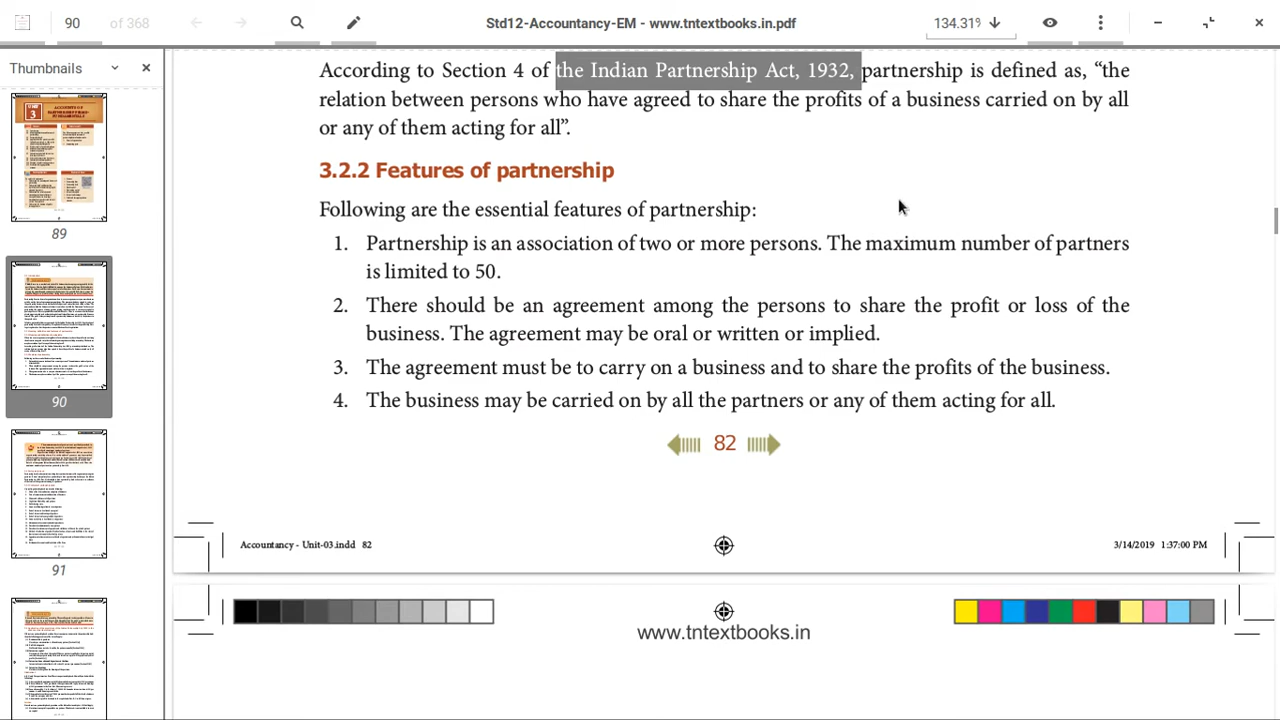 90 of 368
Std12-Accountancy-EM - www.tntextbooks.in.pdf
134.31%
Thumbnails
89
90
91
According to Section 4 of the Indian Partnership Act, 1932, partnership is defined as, “the
relation between persons who have agreed to share the profits of a business carried on by all
or any of them acting for all”.
3.2.2 Features of partnership
Following are the essential features of partnership:
1. Partnership is an association of two or more persons. The maximum number of partners
is limited to 50.
2. There should be an agreement among the persons to share the profit or loss of the
business. The agreement may be oral or written or implied.
3. The agreement must be to carry on a business and to share the profits of the business.
4. The business may be carried on by all the partners or any of them acting for all.
82
Accountancy - Unit-03.indd 82
3/14/2019 1:37:00 PM
www.tntextbooks.in